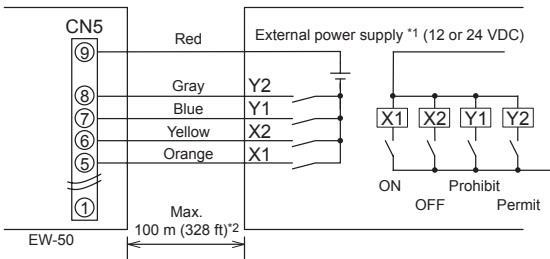 CN5
9 Red External power supply *1 (12 or 24 VDC)
8 Gray Y2
7 Blue Y1
6 Yellow X2
5 Orange X1
1
X1 X2 Y1 Y2
ON Prohibit
OFF Permit
Max.
100 m (328 ft)*2
EW-50